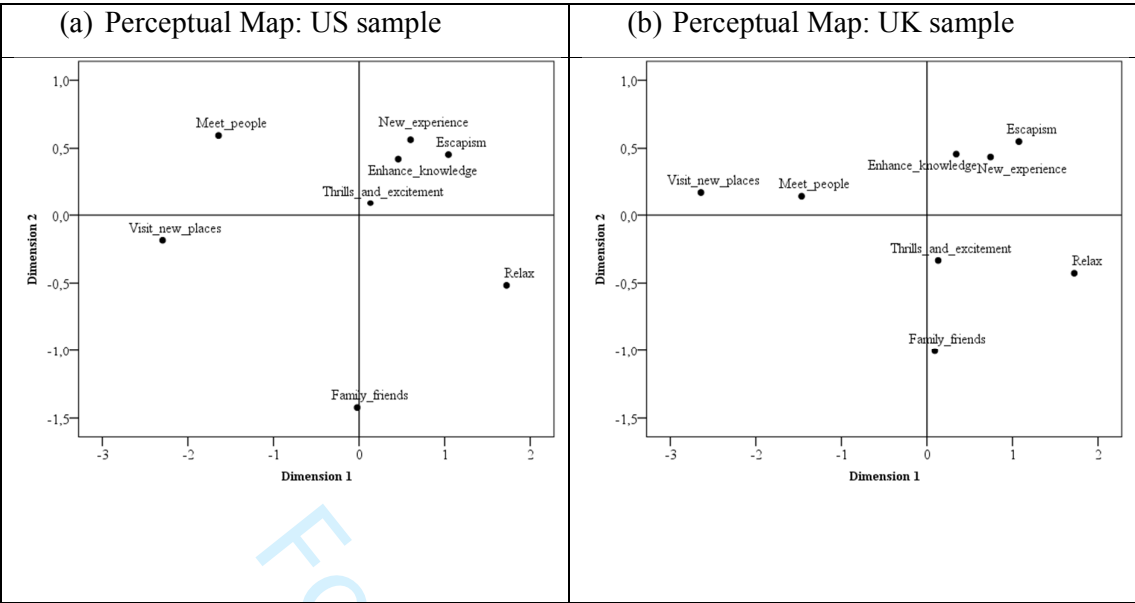 (a) Perceptual Map: US sample
1,0
Meet_people
New_experience
0,5
Escapism
Enhance_knowledge
Thrills_and_excitement
0,0
Visit_new_places
Dimension 2
-0,5
Relax
-1,0
Family_friends
-1,5
-3 -2 -1 0 1 2
Dimension 1
(b) Perceptual Map: UK sample
1,0
Escapism
0,5
Enhance_knowledge
New_experience
Visit_new_places
Meet_people
0,0
Dimension 2
Thrills_and_excitement
Relax
-0,5
Family_friends
-1,0
-1,5
-3 -2 -1 0 1 2
Dimension 1
Fo